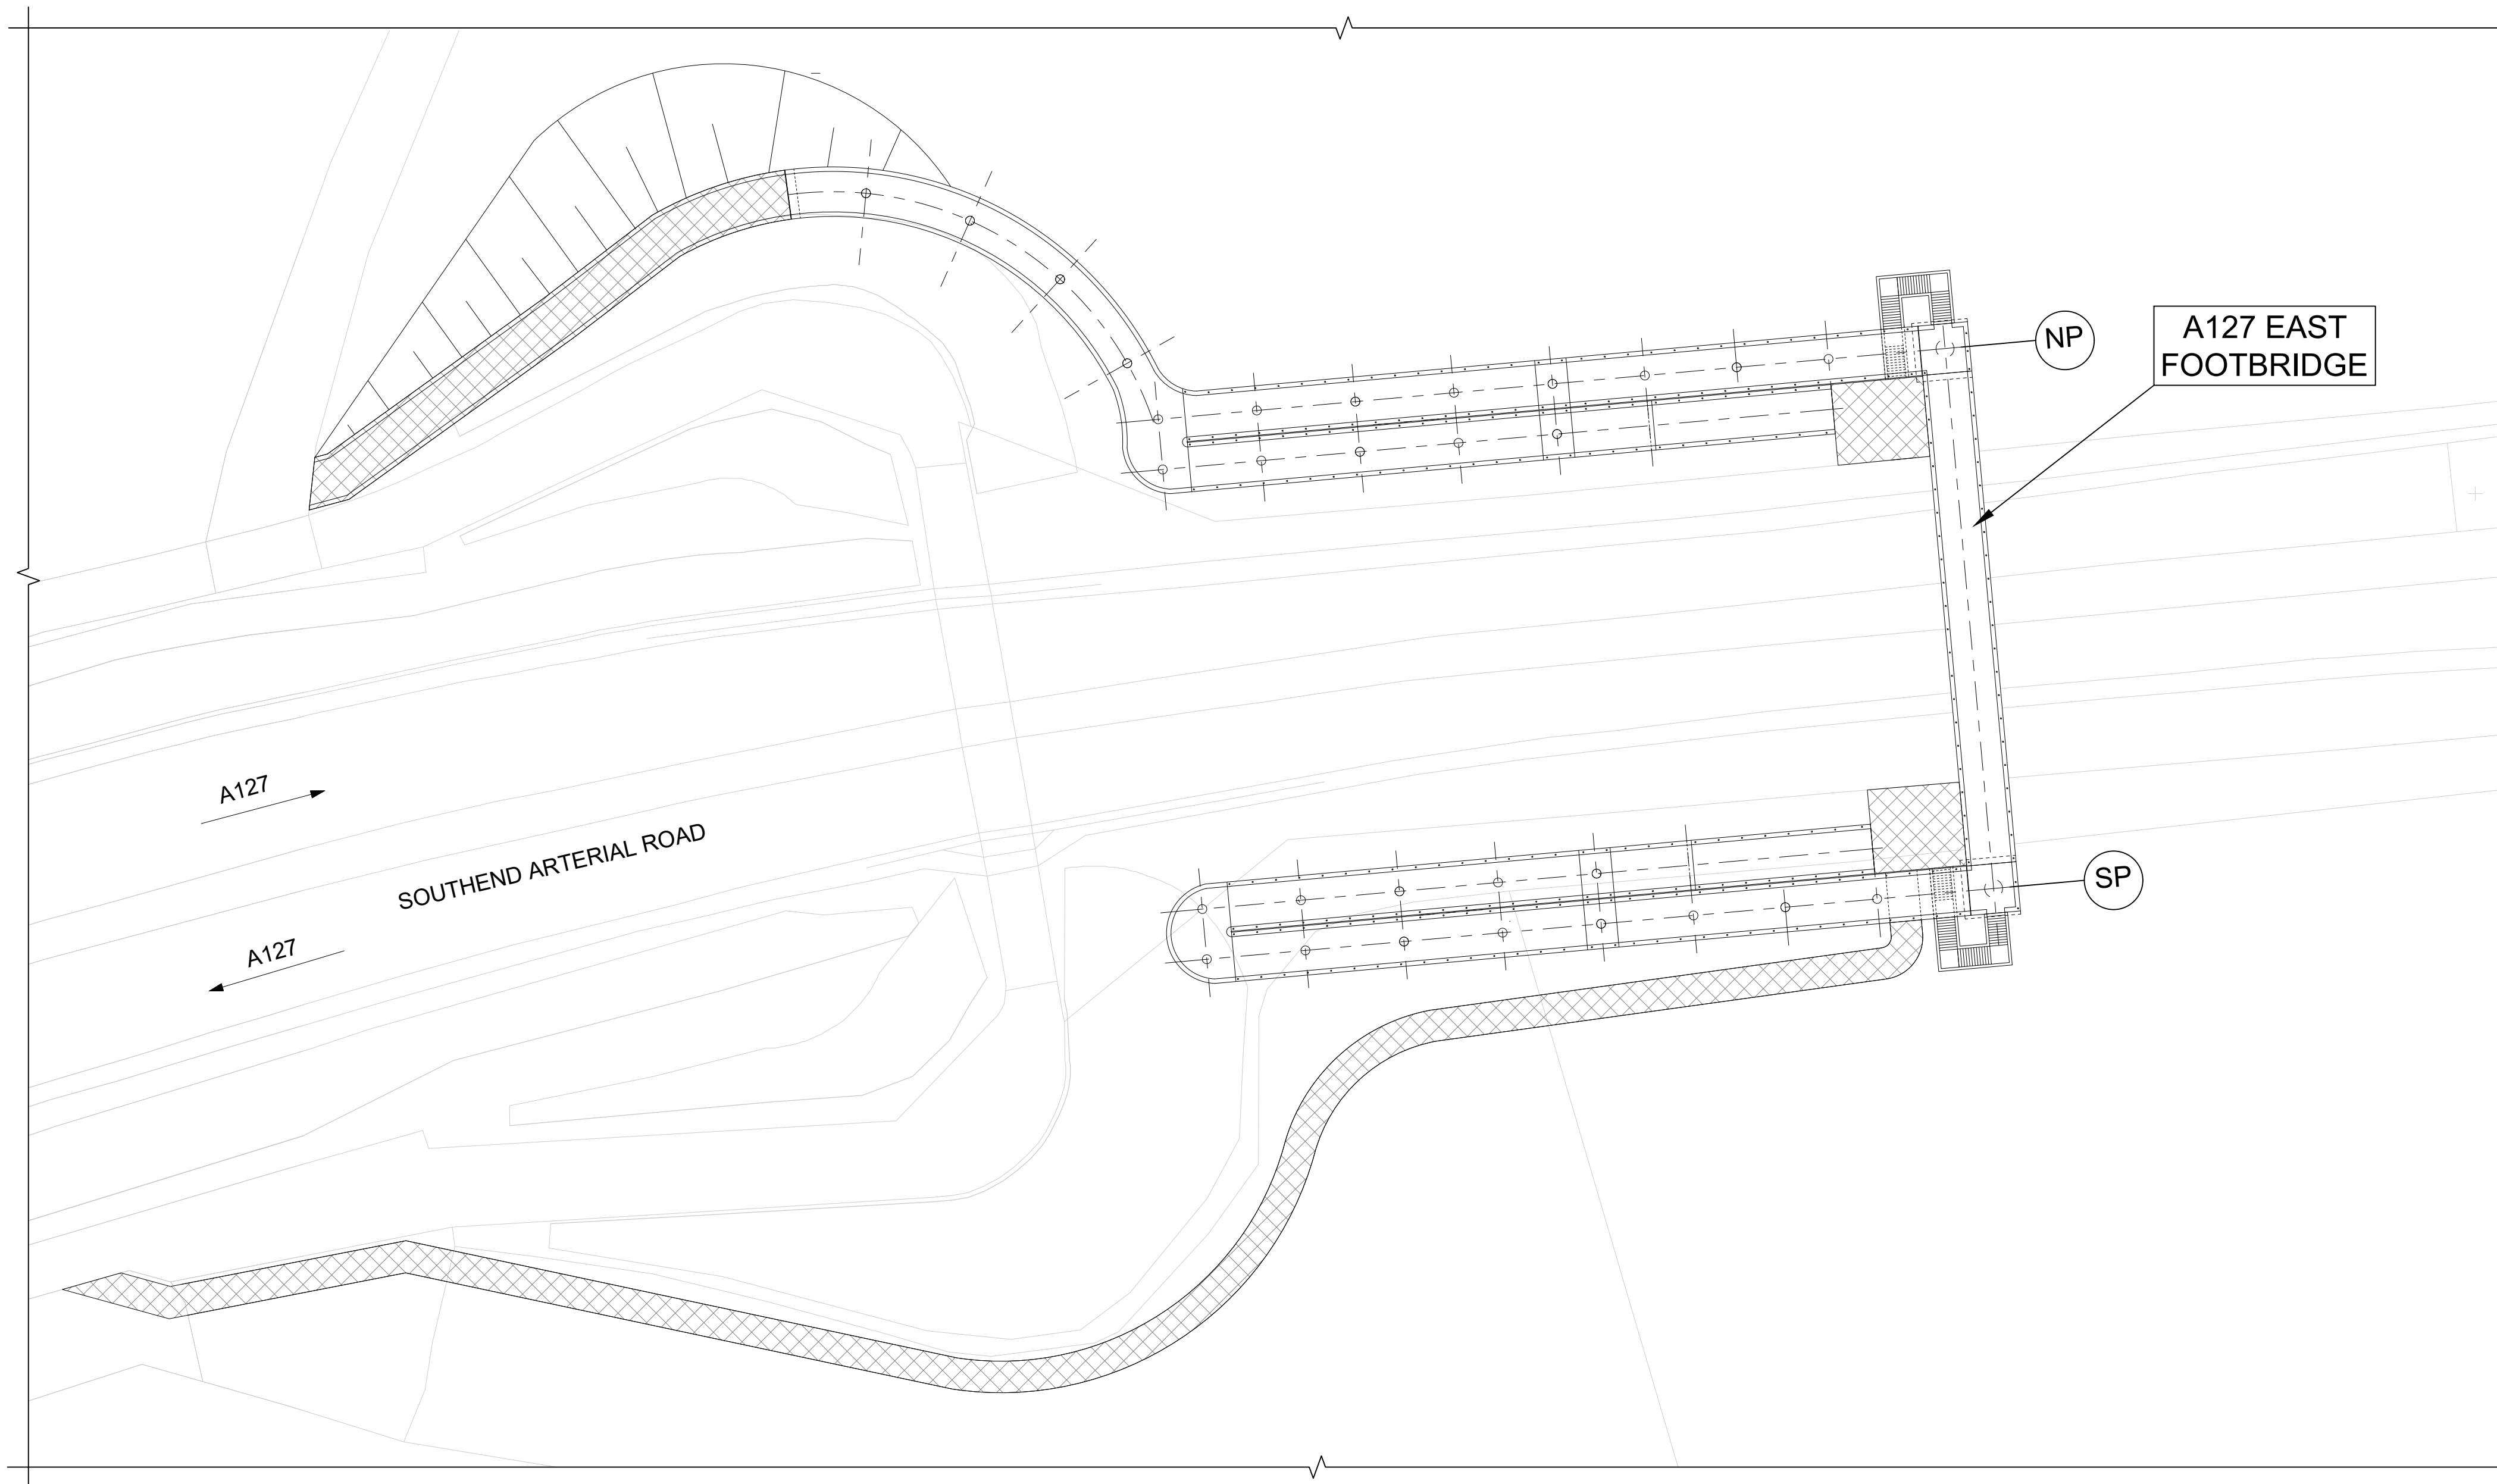 NP
A127 EAST
FOOTBRIDGE
A127
SOUTHEND ARTERIAL ROAD
SP
A127